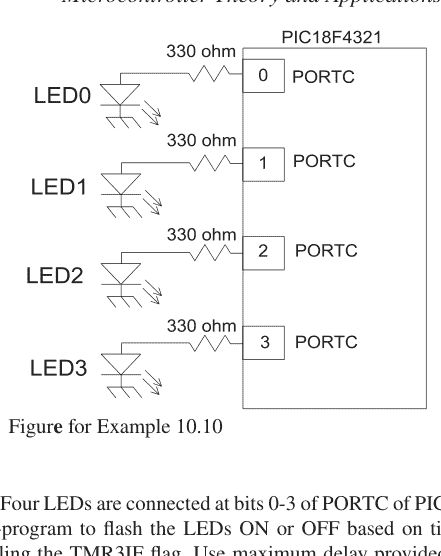 Microcontroller Theory and Applications
PIC18F4321
330 ohm
0 PORTC
LED0
330 ohm
1 PORTC
LED1
330 ohm
2 PORTC
LED2
330 ohm
3 PORTC
LED3
Figure for Example 10.10
Four LEDs are connected at bits 0-3 of PORTC of PIC
-program to flash the LEDs ON or OFF based on
ling the TMR3IF flag. Use maximum delay provided